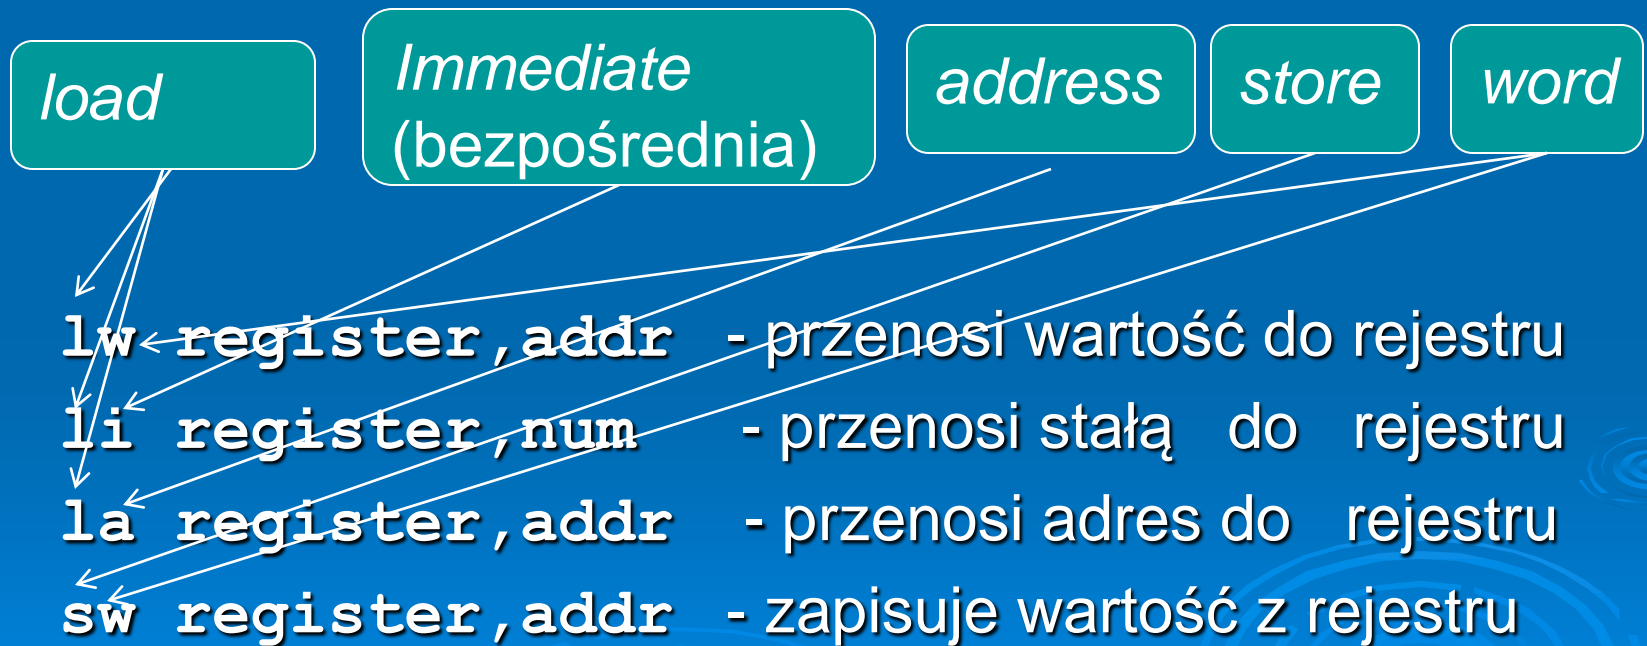 load
Immediate
(bezpośrednia)
address
store
word
lw register,addr - przenosi wartość do rejestru
li register,num - przenosi stałą do rejestru
la register,addr - przenosi adres do rejestru
sw register,addr - zapisuje wartość z rejestru